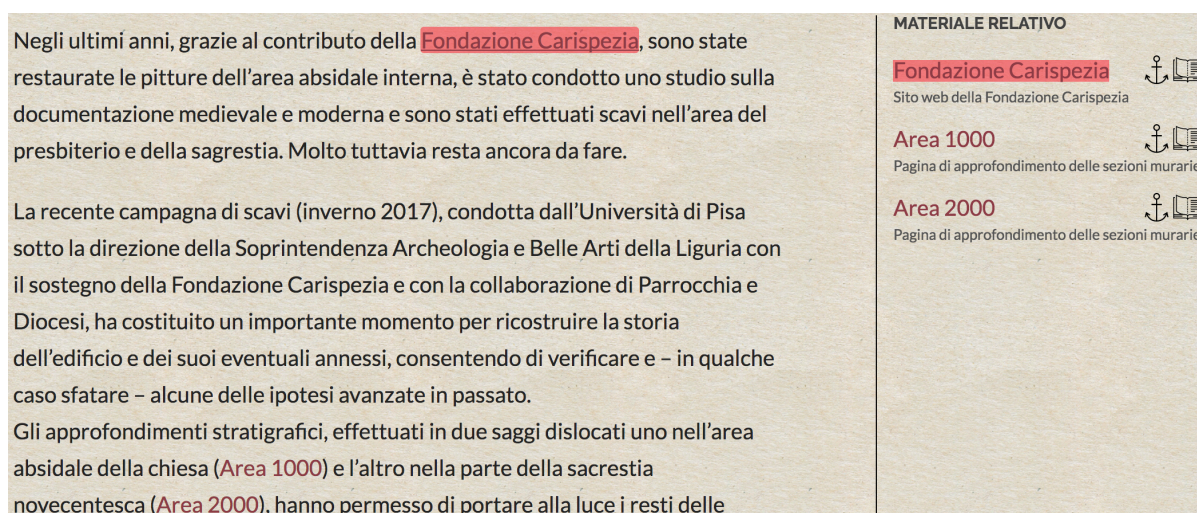 Negli ultimi anni, grazie al contributo della Fondazione Carispezia, sono state
restaurate le pitture dell’area absidale interna, è stato condotto uno studio sulla
documentazione medievale e moderna e sono stati effettuati scavi nell’area del
presbiterio e della sagrestia. Molto tuttavia resta ancora da fare.
La recente campagna di scavi (inverno 2017), condotta dall’Università di Pisa
sotto la direzione della Soprintendenza Archeologia e Belle Arti della Liguria con
il sostegno della Fondazione Carispezia e con la collaborazione di Parrocchia e
Diocesi, ha costituito un importante momento per ricostruire la storia
dell’edificio e dei suoi eventuali annessi, consentendo di verificare e – in qualche
caso sfatare – alcune delle ipotesi avanzate in passato.
Gli approfondimenti stratigrafici, effettuati in due saggi dislocati uno nell’area
absidale della chiesa (Area 1000) e l’altro nella parte della sacrestia
novecentesca (Area 2000), hanno permesso di portare alla luce i resti delle
MATERIALE RELATIVO
Fondazione Carispezia
Sito web della Fondazione Carispezia
Area 1000
Pagina di approfondimento delle sezioni murarie
Area 2000
Pagina di approfondimento delle sezioni murarie